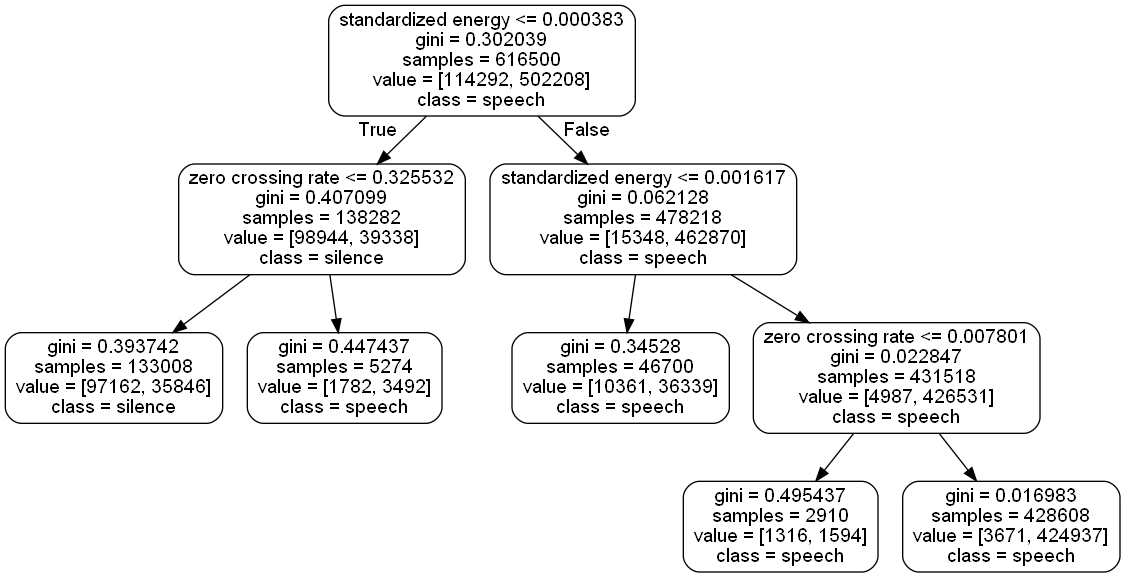 standardized energy <= 0.000383
gini = 0.302039
samples = 616500
value = [114292, 502208]
class = speech
True
False
zero crossing rate <= 0.325532
gini = 0.407099
samples = 138282
value = [98944, 39338]
class = silence
standardized energy <= 0.001617
gini = 0.062128
samples = 478218
value = [15348, 462870]
class = speech
gini = 0.393742
samples = 133008
value = [97162, 35846]
class = silence
gini = 0.447437
samples = 5274
value = [1782, 3492]
class = speech
gini = 0.34528
samples = 46700
value = [10361, 36339]
class = speech
zero crossing rate <= 0.007801
gini = 0.022847
samples = 431518
value = [4987, 426531]
class = speech
gini = 0.495437
samples = 2910
value = [1316, 1594]
class = speech
gini = 0.016983
samples = 428608
value = [3671, 424937]
class = speech